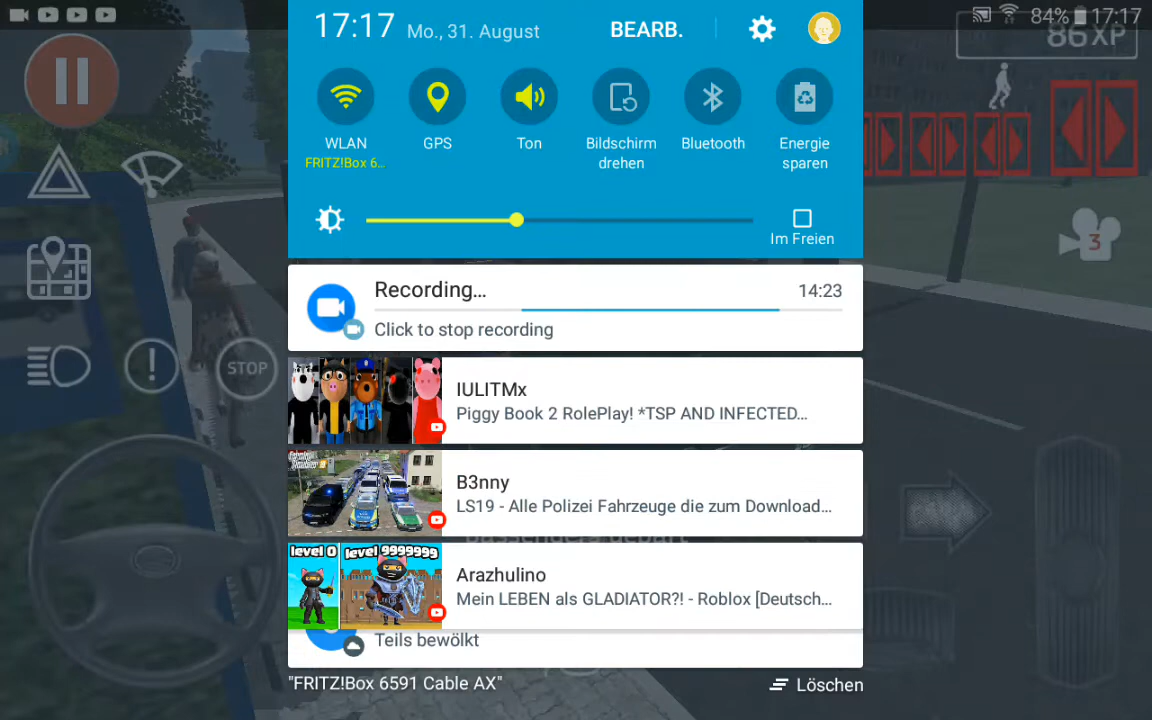 84% 17:17
17:17 Mo., 31. August BEARB.
86 XP
WLAN
FRITZ!Box 6...
GPS
Ton
Bildschirm
drehen
Bluetooth
Energie
sparen
Im Freien
3
Recording... 14:23
Click to stop recording
STOP
IULITMx
Piggy Book 2 RolePlay! *TSP AND INFECTED...
B3nny
LS19 - Alle Polizei Fahrzeuge die zum Download...
passengers depart
level 0 level 9999999
Arazhulino
Mein LEBEN als GLADIATOR?! - Roblox [Deutsch...
Teils bewölkt
"FRITZ!Box 6591 Cable AX"
Löschen